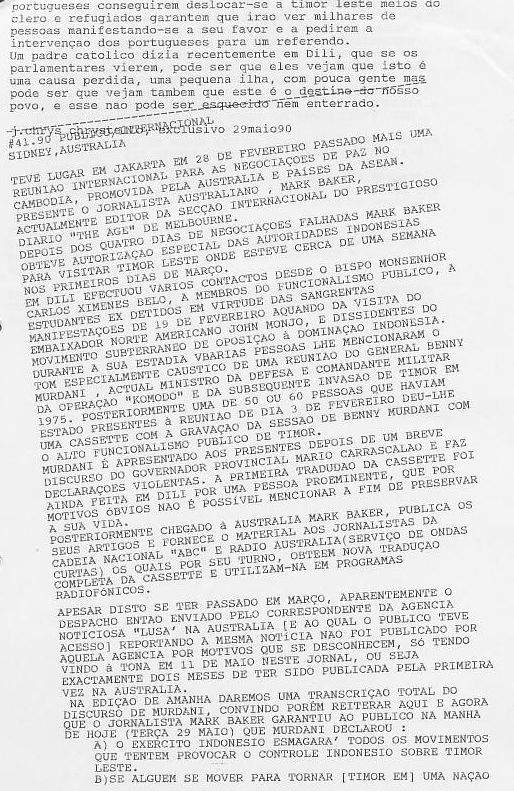 portugueses conseguirem deslocar-se a timor leste meios do
clero e refugiados garantem que irao ver milhares de
pessoas manifestando-se a seu favor e a pedirem a
intervençao dos portugueses para um referendo.
Um padre catolico dizia recentemente em Dili, que se os
parlamentares vierem, pode ser que eles vejam que isto é
uma causa perdida, uma pequena ilha, com pouca gente mas
pode ser que vejam tambem que este é o destino do nosso
povo, e esse nao pode ser esquecido nem enterrado.
j.chrys chrystello, exclusivo 29maio90
#41.90 PUBLICO/INTERNACIONAL
SIDNEY,AUSTRALIA
TEVE LUGAR EM JAKARTA EM 28 DE FEVEREIRO PASSADO MAIS UMA
REUNIAO INTERNACIONAL PARA AS NEGOCIAÇOES DE PAZ NO
CAMBODIA, PROMOVIDA PELA AUSTRALIA E PAÍSES DA ASEAN.
PRESENTE O JORNALISTA AUSTRALIANO , MARK BAKER,
ACTUALMENTE EDITOR DA SECÇAO INTERNACIONAL DO PRESTIGIOSO
DIARIO "THE AGE" DE MELBOURNE.
DEPOIS DOS QUATRO DIAS DE NEGOCIAÇOES FALHADAS MARK BAKER
OBTEVE AUTORIZAÇAO ESPECIAL DAS AUTORIDADES INDONESIAS
PARA VISITAR TIMOR LESTE ONDE ESTEVE CERCA DE UMA SEMANA
NOS PRIMEIROS DIAS DE MARÇO.
EM DILI EFECTUOU VARIOS CONTACTOS DESDE O BISPO MONSENHOR
CARLOS XIMENES BELO, A MEMBROS DO FUNCIONALISMO PUBLICO, A
ESTUDANTES EX DETIDOS EM VIRTUDE DAS SANGRENTAS
MANIFESTAÇOES DE 19 DE FEVEREIRO AQUANDO DA VISITA DO
EMBAIXADOR NORTE AMERICANO JOHN MONJO, E DISSIDENTES DO
MOVIMENTO SUBTERRANEO DE OPOSIÇAO à DOMINAÇAO INDONESIA.
DURANTE A SUA ESTADIA VBARIAS PESSOAS LHE MENCIONARAM O
TOM ESPECIALMENTE CAUSTICO DE UMA REUNIAO DO GENERAL BENNY
MURDANI , ACTUAL MINISTRO DA DEFESA E COMANDANTE MILITAR
DA OPERAÇAO "KOMODO" E DA SUBSEQUENTE INVASAO DE TIMOR EM
1975. POSTERIORMENTE UMA DE 50 OU 60 PESSOAS QUE HAVIAM
ESTADO PRESENTES à REUNIAO DE DIA 3 DE FEVEREIRO DEU-LHE
UMA CASSETTE COM A GRAVAÇAO DA SESSAO DE BENNY MURDANI COM
O ALTO FUNCIONALISMO PUBLICO DE TIMOR.
MURDANI É APRESENTADO AOS PRESENTES DEPOIS DE UM BREVE
DISCURSO DO GOVERNADOR PROVINCIAL MARIO CARRASCALAO E FAZ
DECLARAÇOES VIOLENTAS. A PRIMEIRA TRADUDAO DA CASSETTE FOI
AINDA FEITA EM DILI POR UMA PESSOA PROEMINENTE, QUE POR
MOTIVOS ÓBVIOS NAO É POSSÍVEL MENCIONAR A FIM DE PRESERVAR
A SUA VIDA.
POSTERIORMENTE CHEGADO à AUSTRALIA MARK BAKER, PUBLICA OS
SEUS ARTIGOS E FORNECE O MATERIAL AOS JORNALISTAS DA
CADEIA NACIONAL "ABC" E RADIO AUSTRALIA(SERVIÇO DE ONDAS
CURTAS) OS QUAIS POR SEU TURNO, OBTEEM NOVA TRADUÇAO
COMPLETA DA CASSETTE E UTILIZAM-NA EM PROGRAMAS
RADIOFÓNICOS.
APESAR DISTO SE TER PASSADO EM MARÇO, APARENTEMENTE O
DESPACHO ENTAO ENVIADO PELO CORRESPONDENTE DA AGENCIA
NOTICIOSA "LUSA' NA AUSTRALIA [E AO QUAL O PUBLICO TEVE
ACESSO] REPORTANDO A MESMA NOTíCIA NAO FOI PUBLICADO POR
AQUELA AGENCIA POR MOTIVOS QUE SE DESCONHECEM, SÓ TENDO
VINDO à TONA EM 11 DE MAIO NESTE JORNAL, OU SEJA
EXACTAMENTE DOIS MESES DE TER SIDO PUBLICADA PELA PRIMEIRA
VEZ NA AUSTRALIA.
NA EDIÇAO DE AMANHA DAREMOS UMA TRANSCRIÇAO TOTAL DO
DISCURSO DE MURDANI, CONVINDO PORÉM REITERAR AQUI E AGORA
QUE O JORNALISTA MARK BAKER GARANTIU AO PUBLICO NA MANHA
DE HOJE (TERÇA 29 MAIO) QUE MURDANI DECLAROU :
A) O EXERCITO INDONESIO ESMAGARA' TODOS OS MOVIMENTOS
QUE TENTEM PROVOCAR O CONTROLE INDONESIO SOBRE TIMOR
LESTE.
B)SE ALGUEM SE MOVER PARA TORNAR [TIMOR EM] UMA NAÇAO